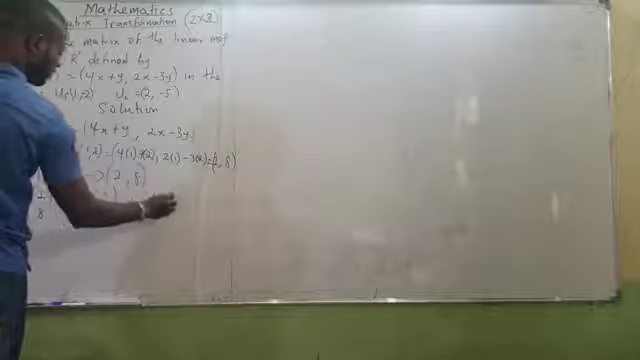 Mathematics
Matrix Transformation (2x2)
the matrix of the linear map
R² defined by
) = (4x+y, 2x-3y) in the
U₁(1,-2) U₂ = (2, -5)
Solution
= (4x+y, 2x-3y)
,2) = (4(1)+(-2), 2(1)-3(-2) = (2, 8)
(2, 8)
8